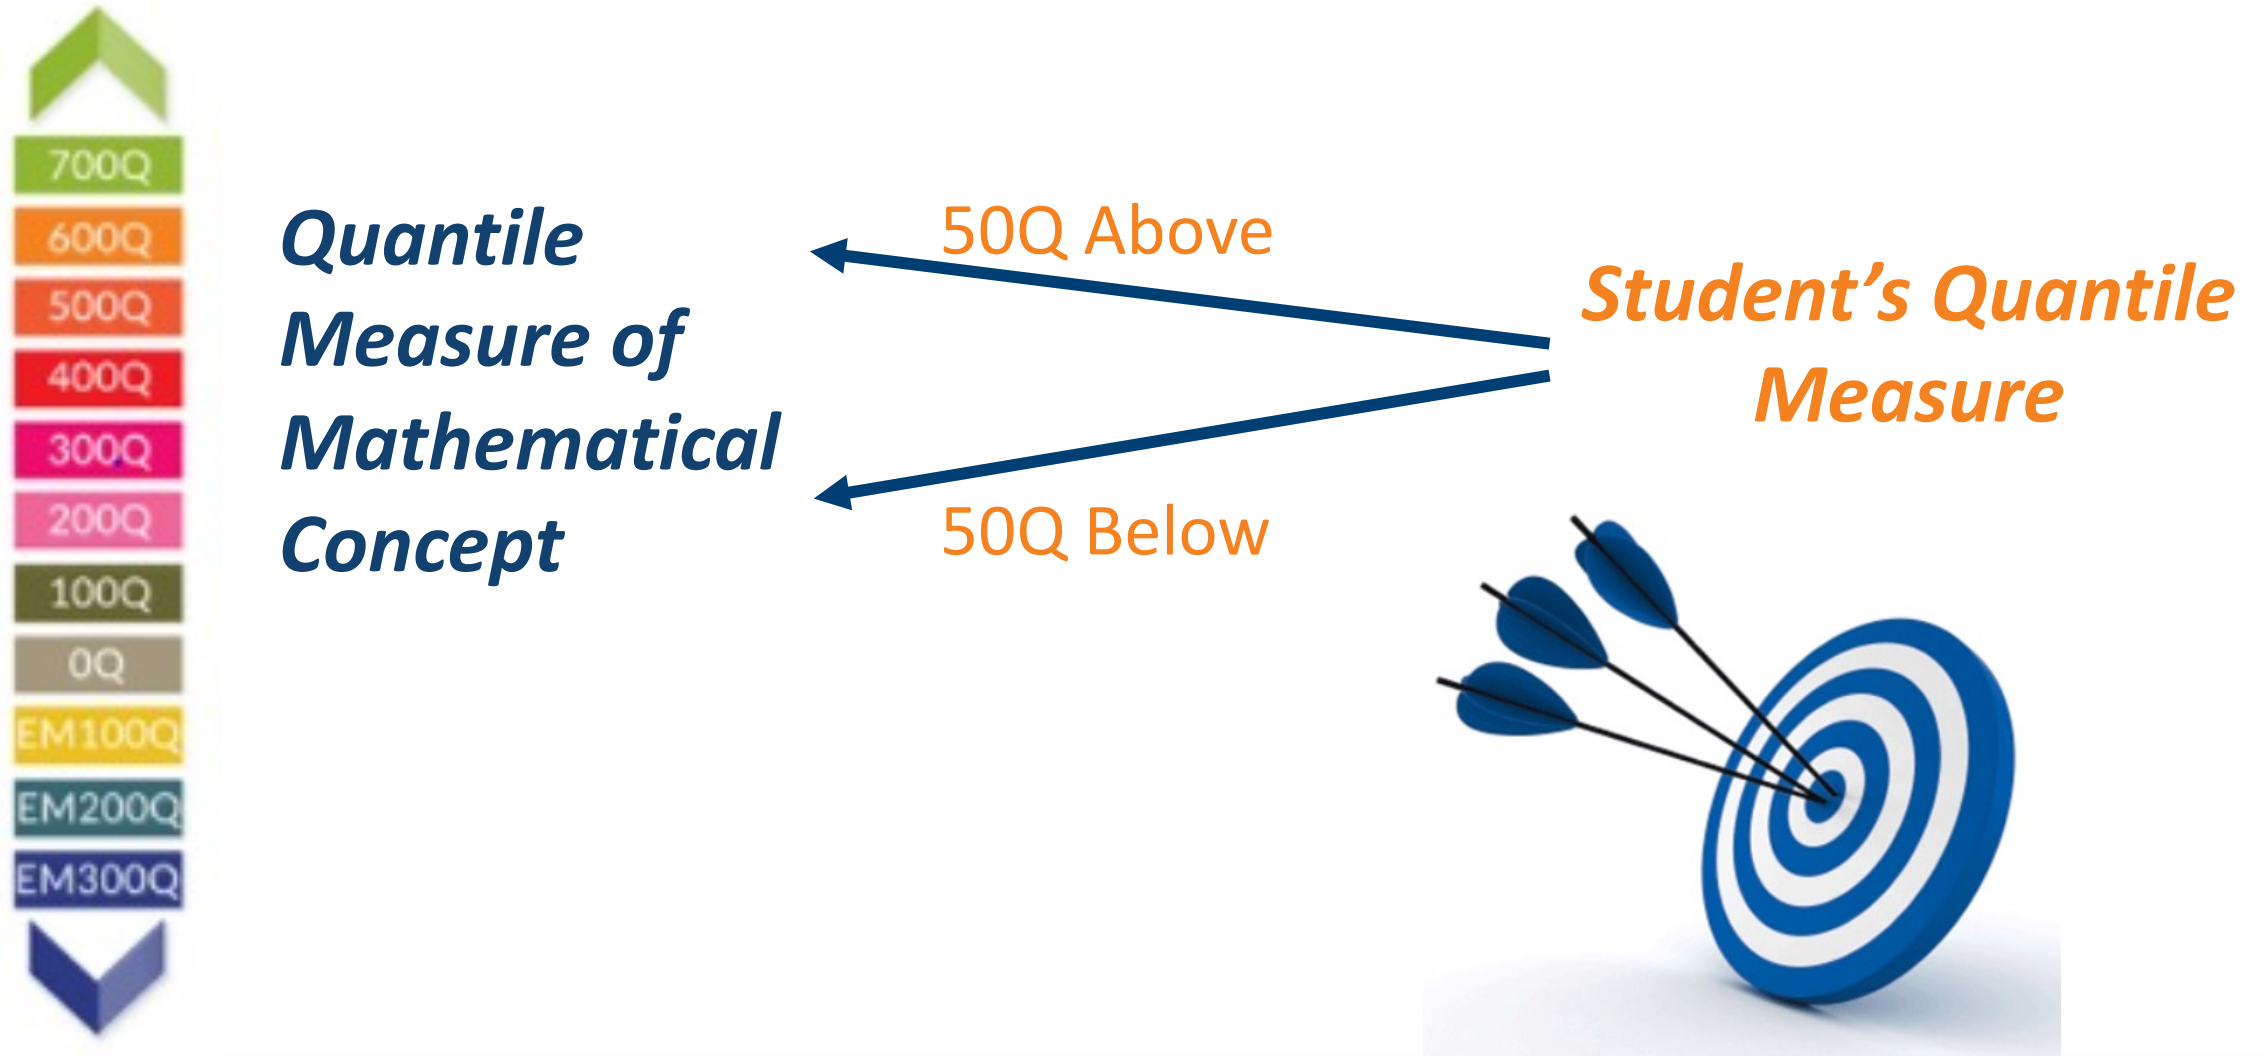 700Q
600Q
500Q
400Q
300Q
200Q
100Q
0Q
EM100Q
EM200Q
EM300Q
Quantile
Measure of
Mathematical
Concept
50Q Above
50Q Below
Student’s Quantile
Measure